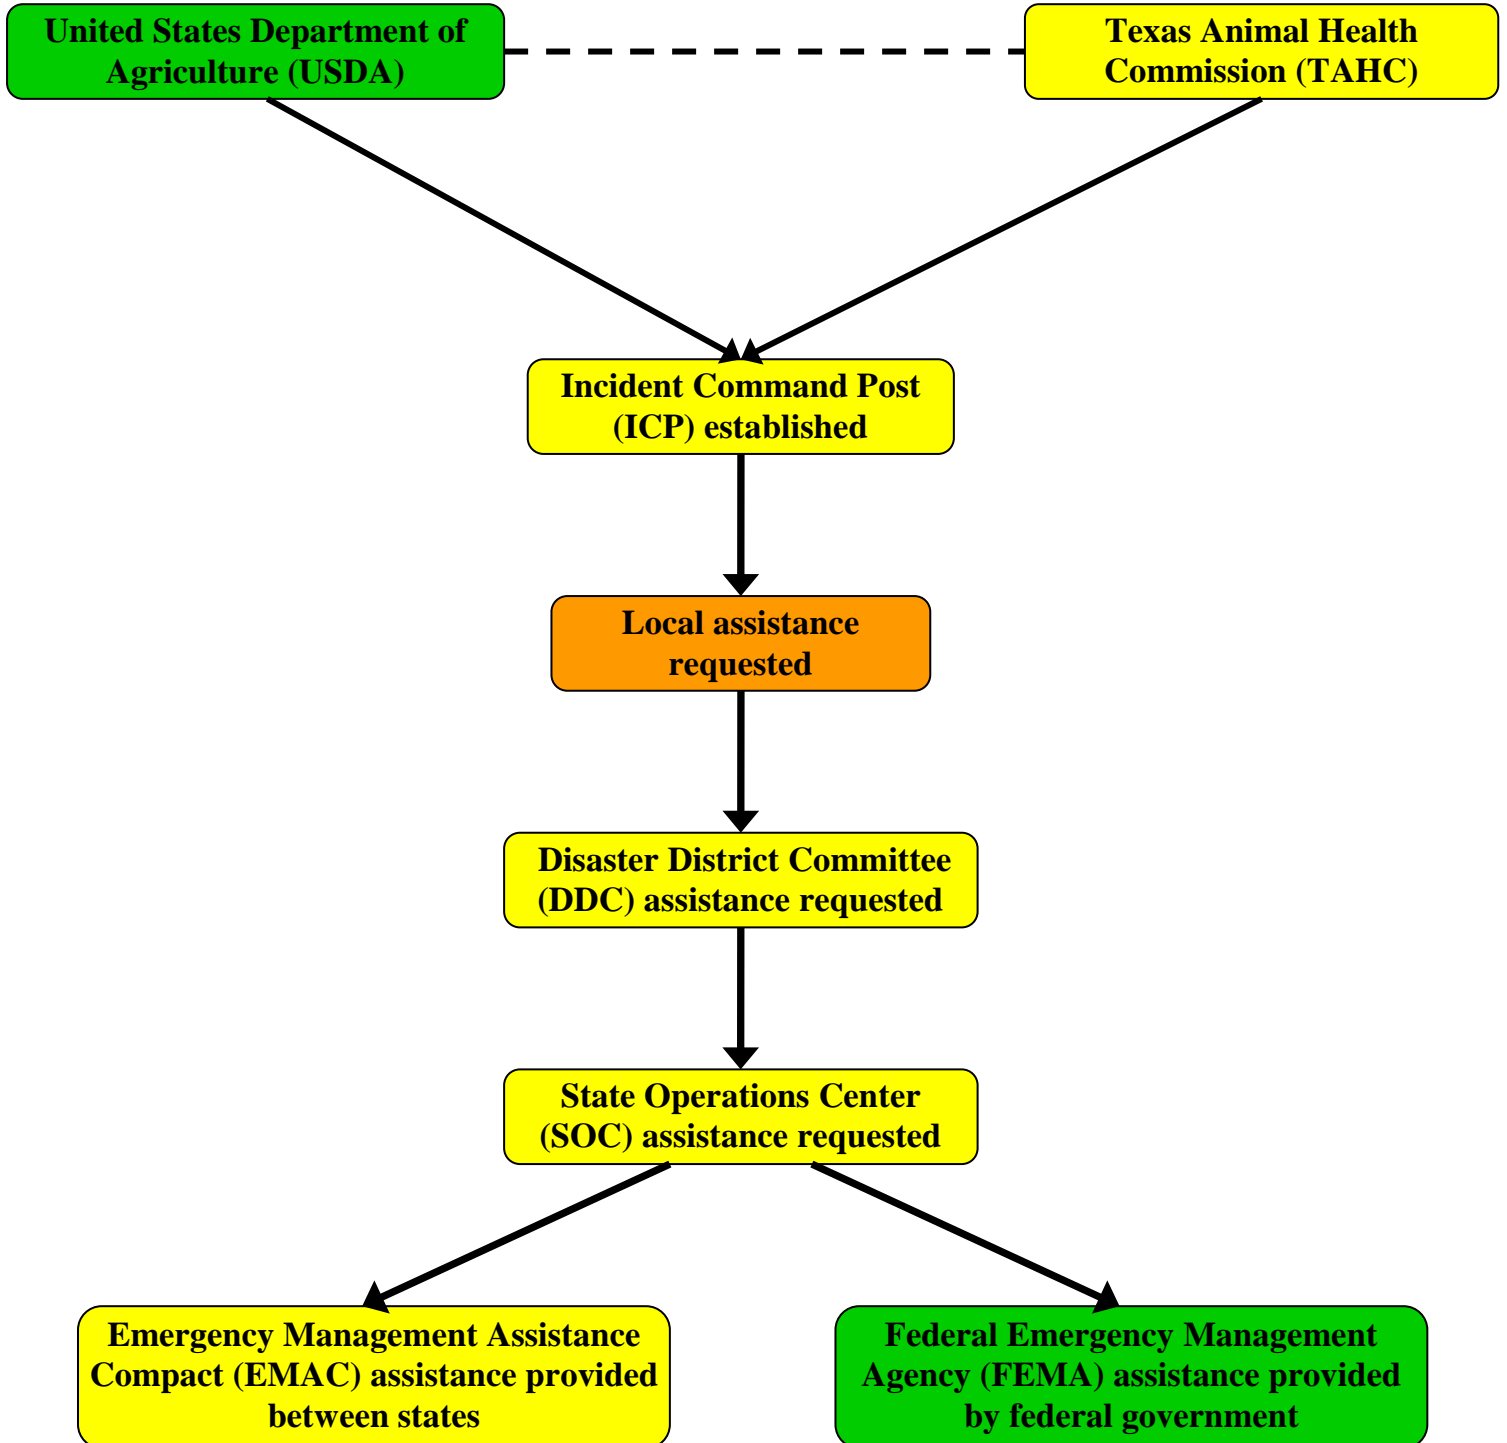 United States Department of
Agriculture (USDA)
Texas Animal Health
Commission (TAHC)
Incident Command Post
(ICP) established
Local assistance
requested
Disaster District Committee
(DDC) assistance requested
State Operations Center
(SOC) assistance requested
Emergency Management Assistance
Compact (EMAC) assistance provided
between states
Federal Emergency Management
Agency (FEMA) assistance provided
by federal government